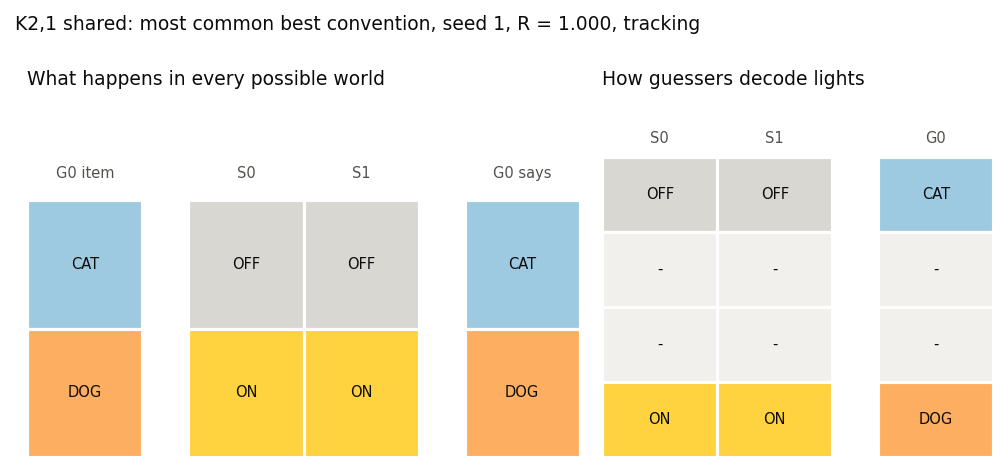 K2,1 shared: most common best convention, seed 1, R = 1.000, tracking
What happens in every possible world
How guessers decode lights
G0 item S0 S1 G0 says
CAT OFF OFF CAT
DOG ON ON DOG
S0 S1 G0
OFF OFF CAT
- - -
- - -
ON ON DOG